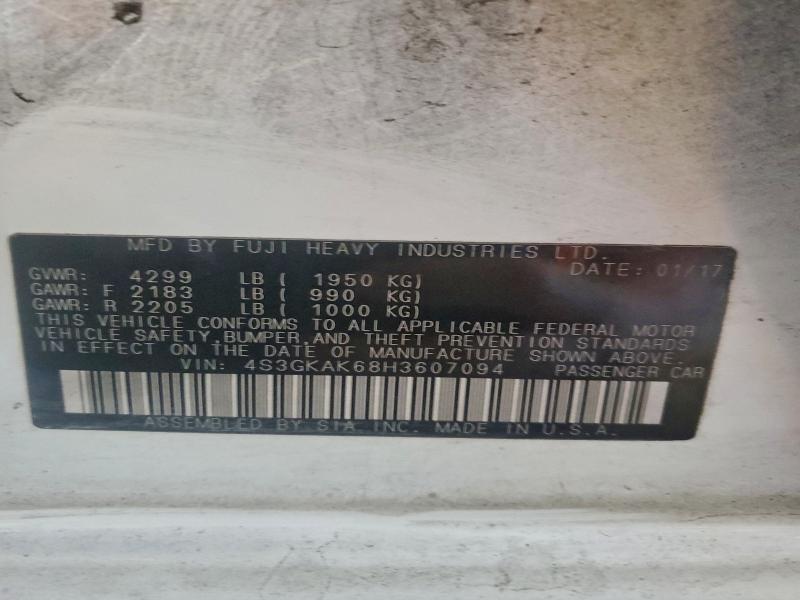 MFD BY FUJI HEAVY INDUSTRIES LTD.
DATE: 01/17
GVWR: 4299 LB ( 1950 KG)
GAWR: F 2183 LB ( 990 KG)
GAWR: R 2205 LB ( 1000 KG)
THIS VEHICLE CONFORMS TO ALL APPLICABLE FEDERAL MOTOR
VEHICLE SAFETY, BUMPER, AND THEFT PREVENTION STANDARDS
IN EFFECT ON THE DATE OF MANUFACTURE SHOWN ABOVE.
VIN: 4S3GKAK68H3607094 PASSENGER CAR
ASSEMBLED BY SIA, INC. MADE IN U.S.A.